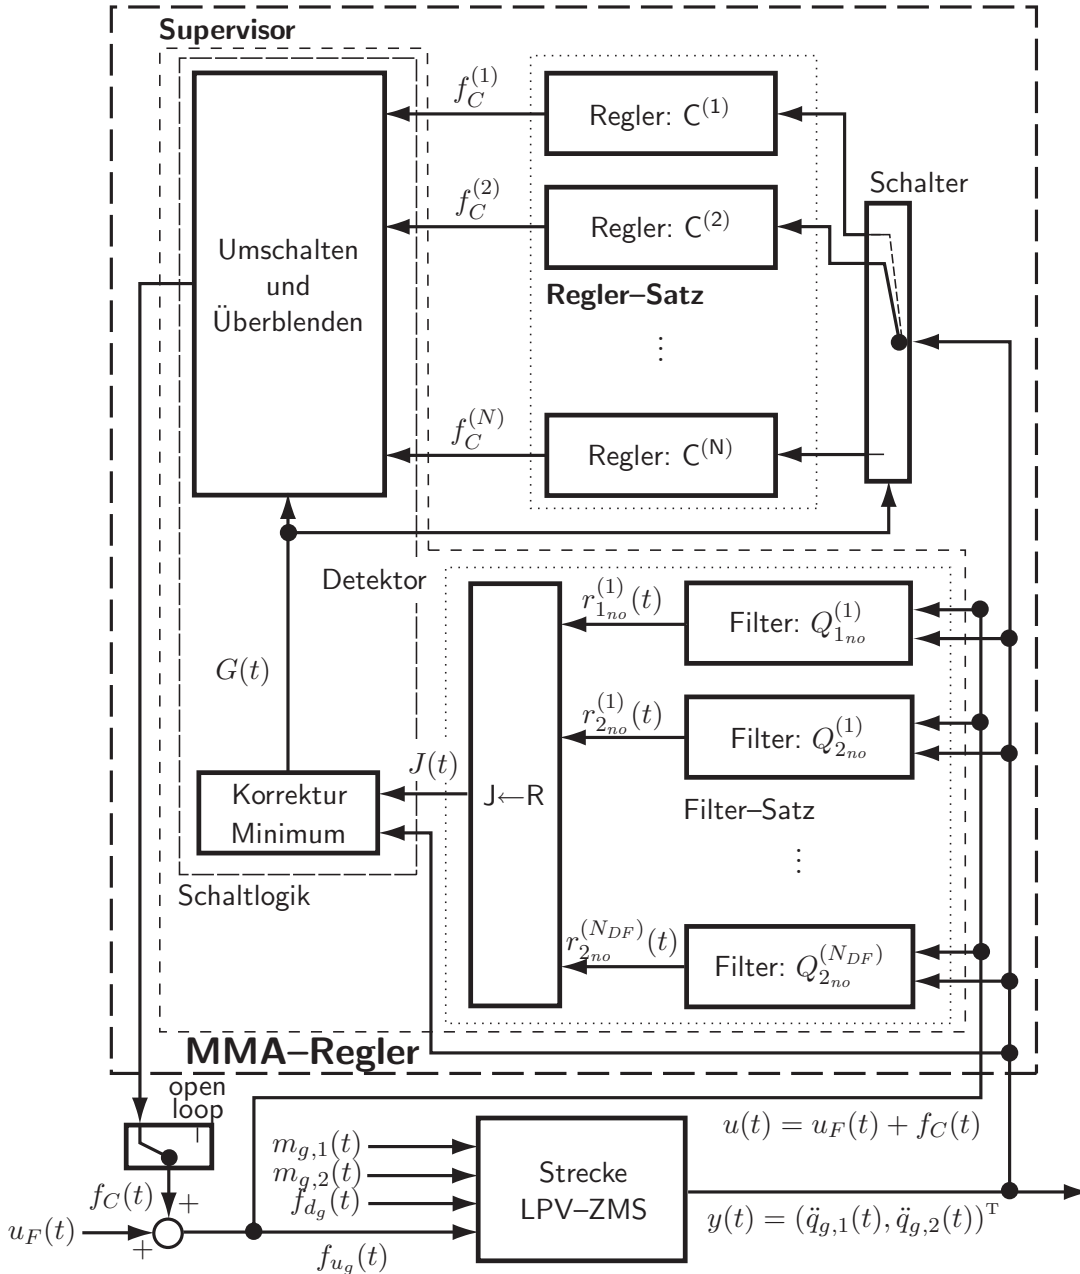 Supervisor
f_C^{(1)}
Regler: C^{(1)}
Schalter
f_C^{(2)}
Regler: C^{(2)}
Umschalten
und
Überblenden
Regler–Satz
⋮
f_C^{(N)}
Regler: C^{(N)}
Detektor
r_{1_{no}}^{(1)}(t)
Filter: Q_{1_{no}}^{(1)}
G(t)
r_{2_{no}}^{(1)}(t)
Filter: Q_{2_{no}}^{(1)}
J(t)
Korrektur
Minimum
J←R
Filter–Satz
⋮
Schaltlogik
r_{2_{no}}^{(N_{DF})}(t)
Filter: Q_{2_{no}}^{(N_{DF})}
MMA–Regler
open
loop
u(t) = u_F(t) + f_C(t)
m_{g,1}(t)
m_{g,2}(t)
f_{d_g}(t)
Strecke
LPV–ZMS
f_C(t)
+
y(t) = (q̈_{g,1}(t), q̈_{g,2}(t))^T
u_F(t)
+
f_{u_g}(t)